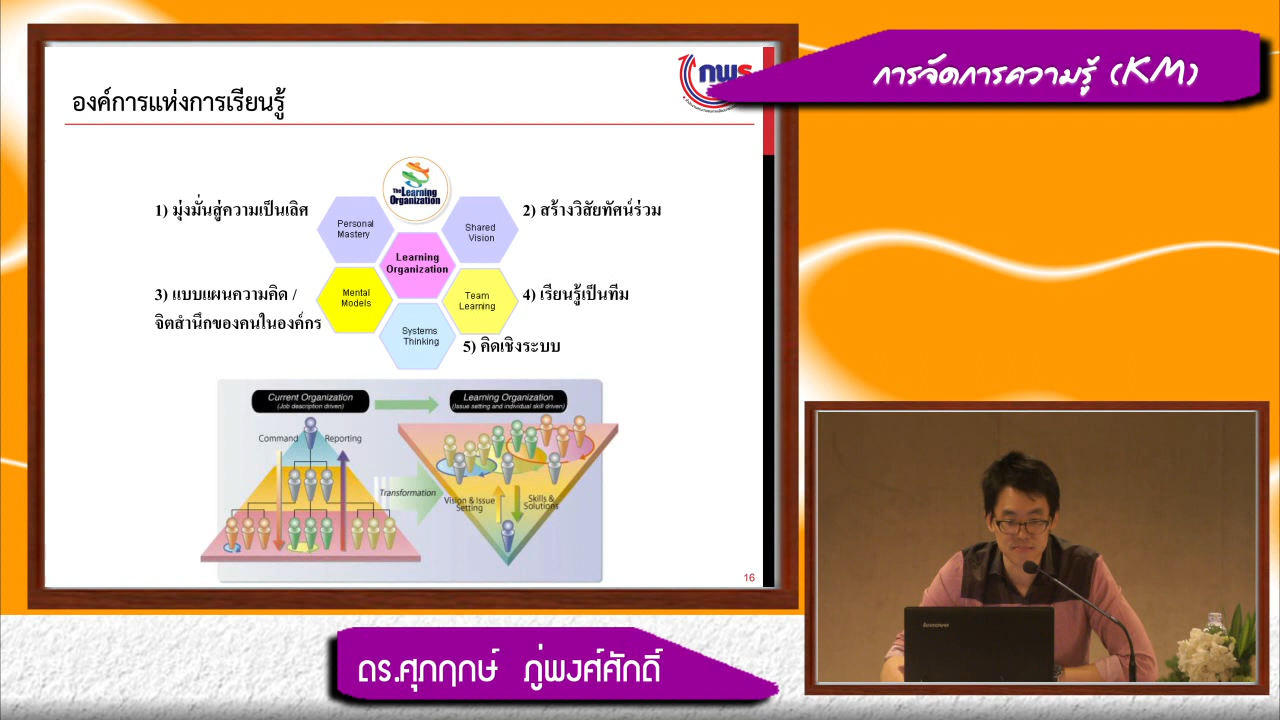 การจัดการความรู้ (KM)
กพร
องค์การแห่งการเรียนรู้
The Learning
Organization
1) มุ่งมั่นสู่ความเป็นเลิศ
Personal
Mastery
Shared
Vision
2) สร้างวิสัยทัศน์ร่วม
Learning
Organization
3) แบบแผนความคิด /
จิตสำนึกของคนในองค์กร
Mental
Models
Team
Learning
4) เรียนรู้เป็นทีม
Systems
Thinking
5) คิดเชิงระบบ
Current Organization
(Job description driven)
Learning Organization
(Issue setting and individual skill driven)
Command
Reporting
Transformation
Vision & Issue
Setting
Skills &
Solutions
16
ดร.ศุภฤกษ์ ภู่พงศ์ศักดิ์